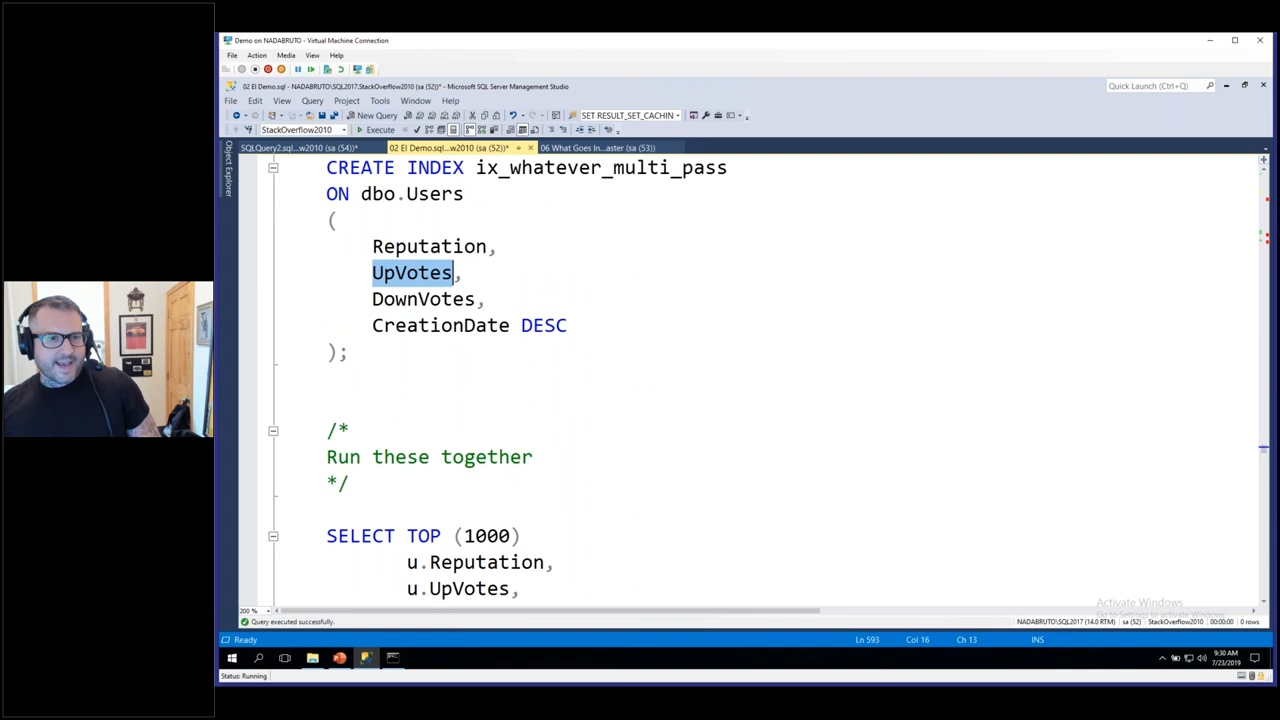 Demo on NADABRUTO - Virtual Machine Connection
File Action Media View Help
02 EI Demo.sql - NADABRUTO\SQL2017.StackOverflow2010 (sa (52))* - Microsoft SQL Server Management Studio
Quick Launch (Ctrl+Q)
File Edit View Query Project Tools Window Help
New Query
SET RESULT_SET_CACHIN
StackOverflow2010
Execute
SQLQuery2.sql...w2010 (sa (54))*
02 EI Demo.sql...w2010 (sa (52))*
06 What Goes In...aster (sa (53))
Object Explorer
CREATE INDEX ix_whatever_multi_pass
ON dbo.Users
(
Reputation,
UpVotes,
DownVotes,
CreationDate DESC
);
/*
Run these together
*/
SELECT TOP (1000)
u.Reputation,
u.UpVotes,
Activate Windows
Go to Settings to activate Windows.
200 %
Query executed successfully.
NADABRUTO\SQL2017 (14.0 RTM) sa (52) StackOverflow2010 00:00:00 0 rows
Ready
Ln 593 Col 16 Ch 13 INS
9:30 AM
7/23/2019
Status: Running